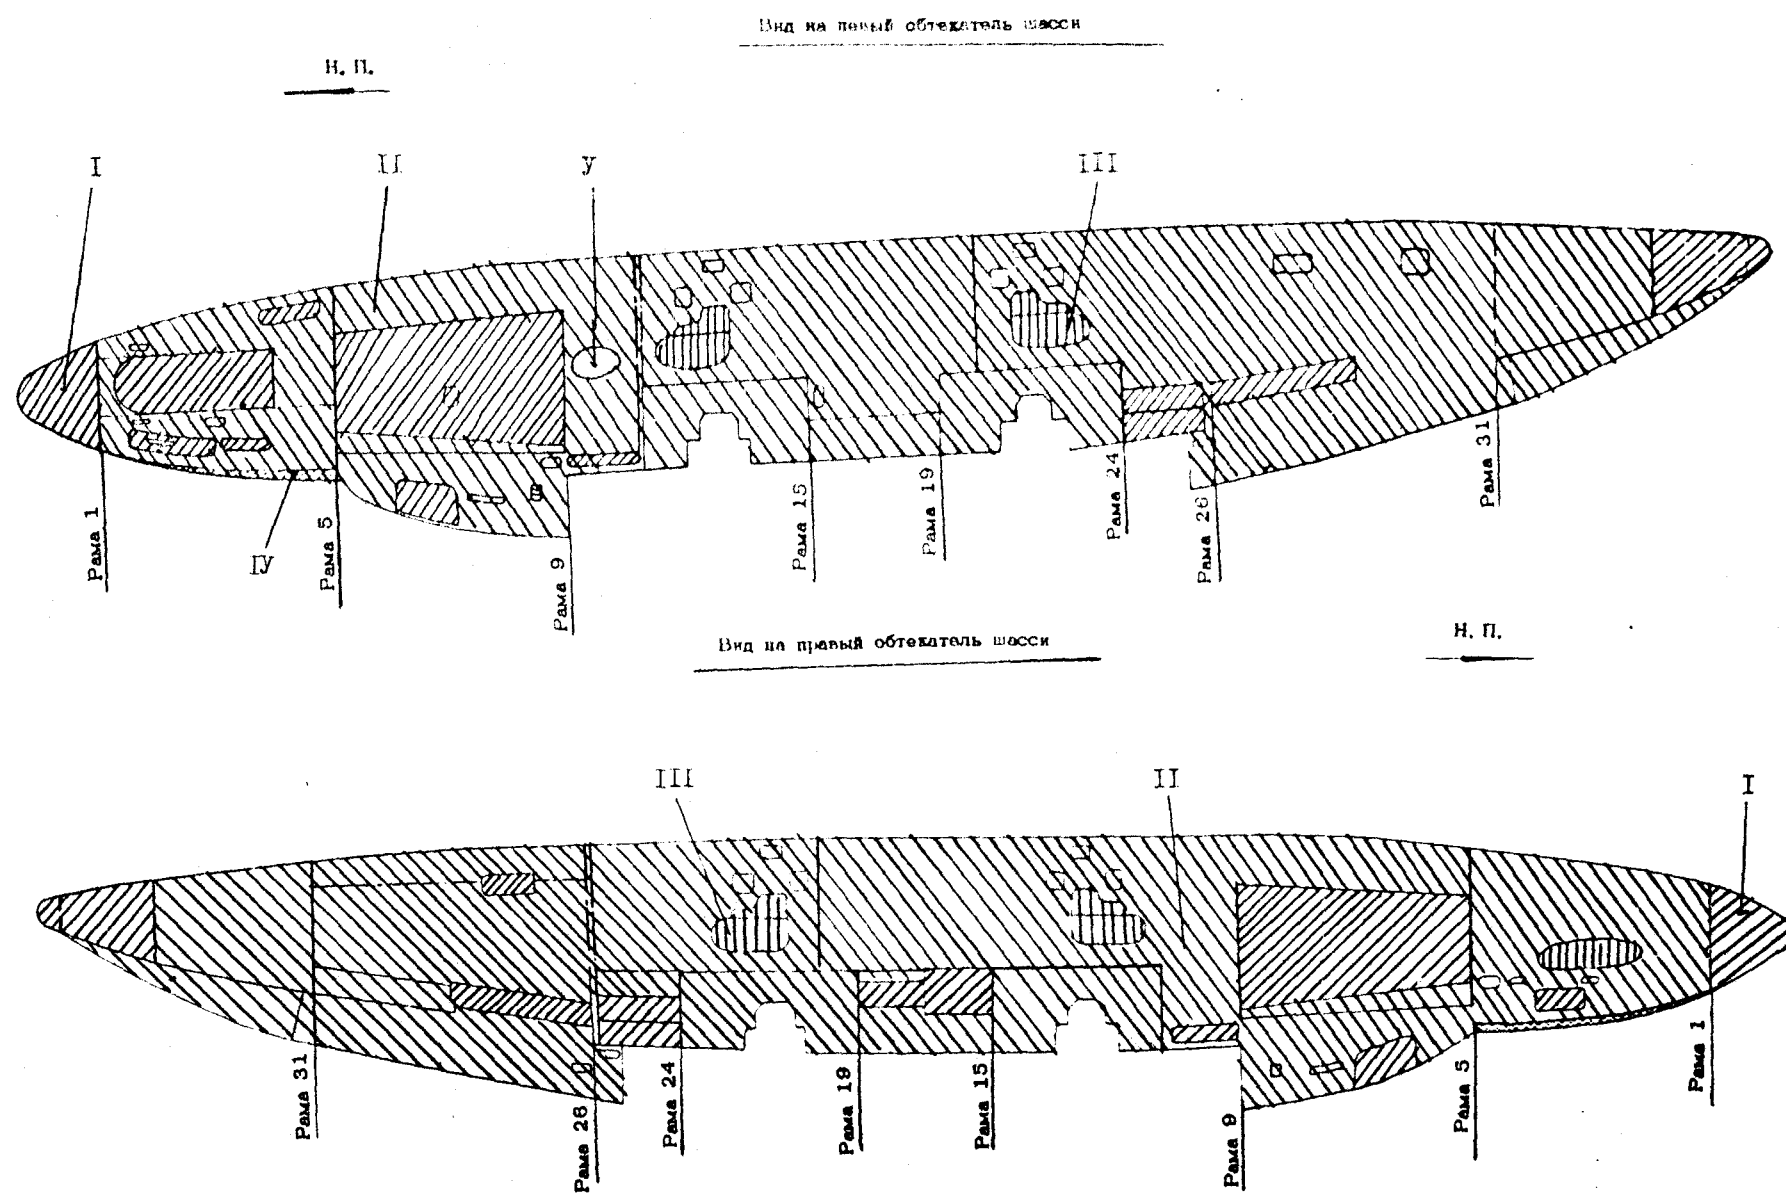 Вид на левый обтекатель шасси
Н. П.
I
II
У
III
IУ
Рама 1
Рама 5
Рама 9
Рама 15
Рама 19
Рама 24
Рама 26
Рама 31
Вид на правый обтекатель шасси
Н. П.
III
II
I
Рама 31
Рама 26
Рама 24
Рама 19
Рама 15
Рама 9
Рама 5
Рама 1